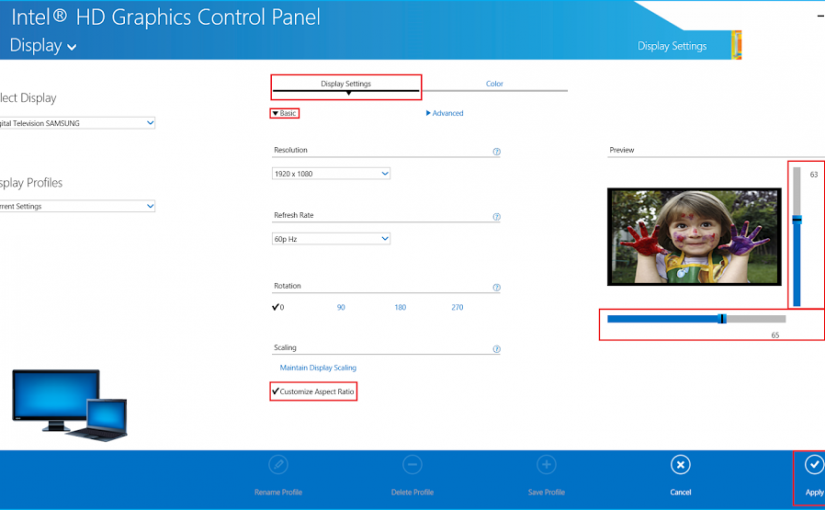 Intel® HD Graphics Control Panel
Display
Display Settings
lect Display
gital Television SAMSUNG
splay Profiles
rrent Settings
Display Settings
Color
Basic
Advanced
Resolution
1920 x 1080
Refresh Rate
60p Hz
Rotation
0
90
180
270
Scaling
Maintain Display Scaling
Customize Aspect Ratio
Preview
63
65
Rename Profile
Delete Profile
Save Profile
Cancel
Apply